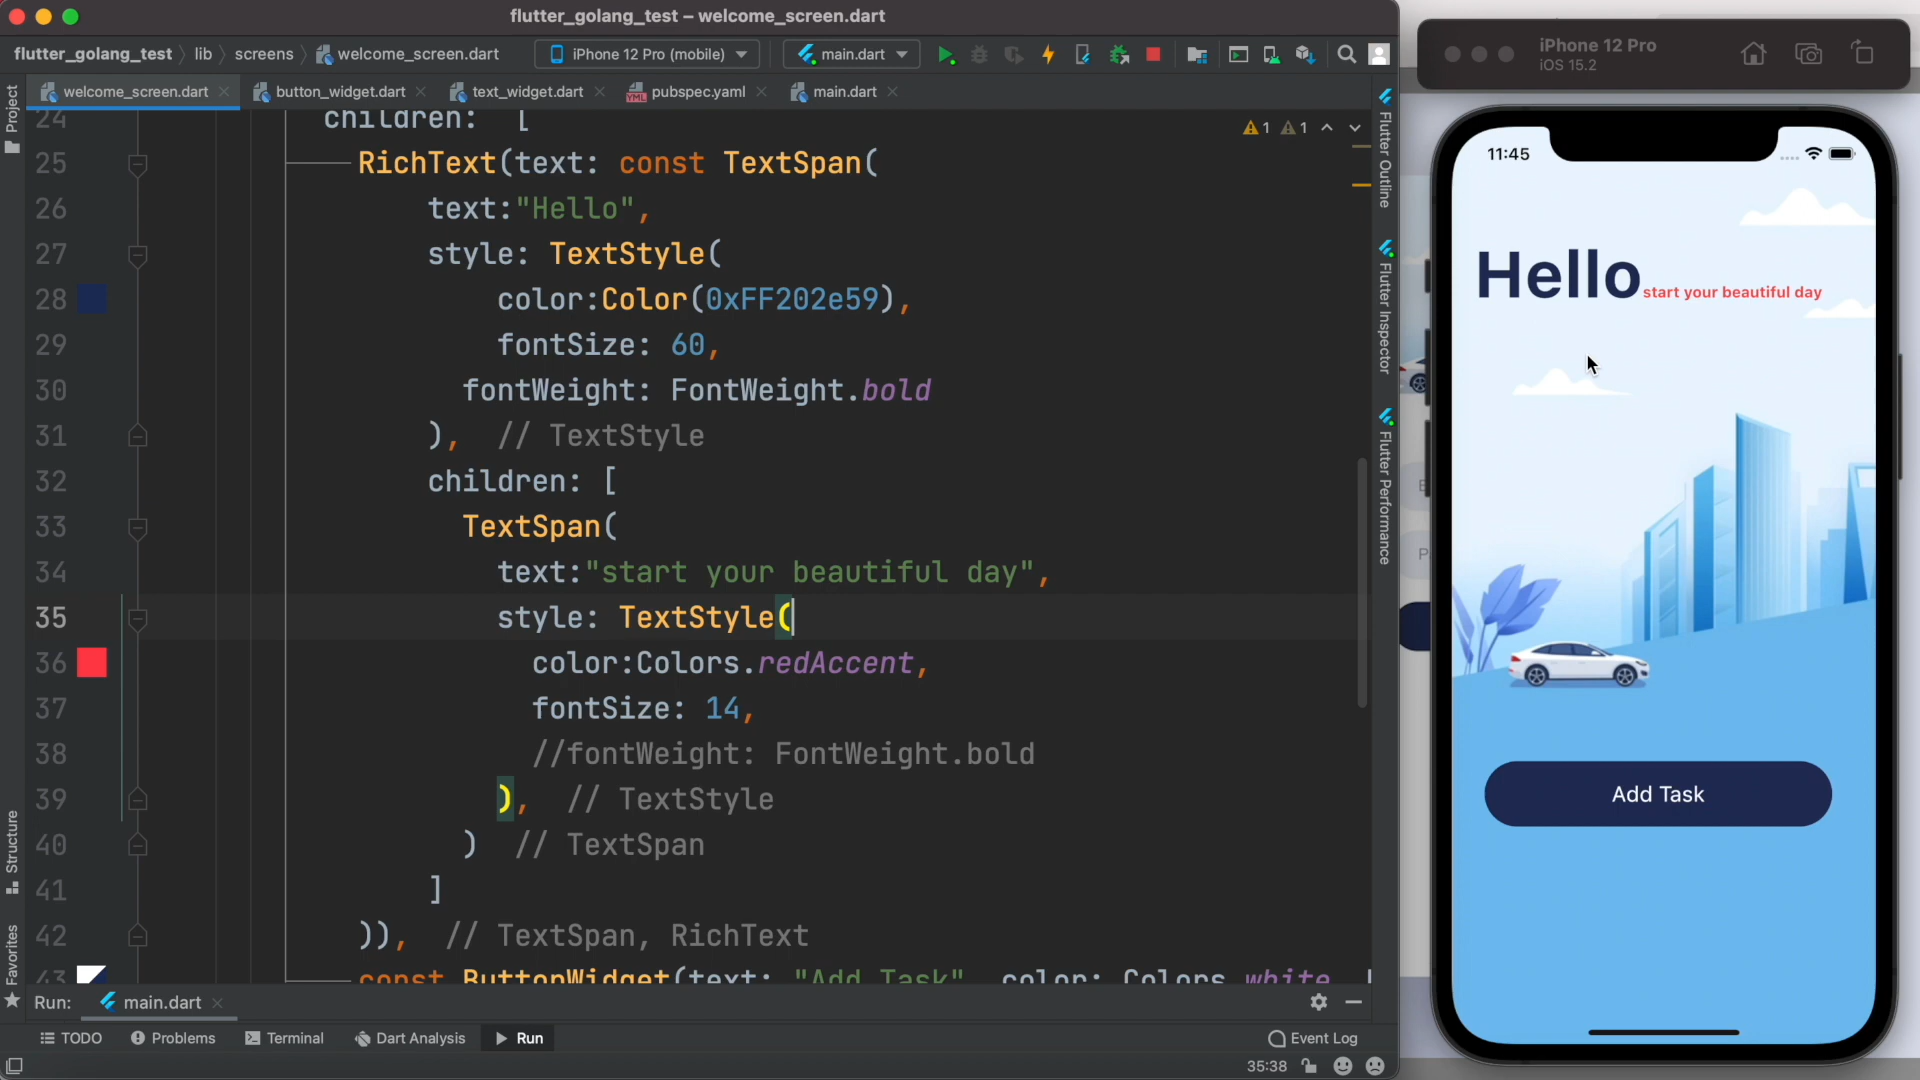 flutter_golang_test – welcome_screen.dart
flutter_golang_test lib screens welcome_screen.dart iPhone 12 Pro (mobile) main.dart
welcome_screen.dart button_widget.dart text_widget.dart pubspec.yaml main.dart
Project
Structure
Favorites
24 children: [
25 RichText(text: const TextSpan(
26 text:"Hello",
27 style: TextStyle(
28 color:Color(0xFF202e59),
29 fontSize: 60,
30 fontWeight: FontWeight.bold
31 ), // TextStyle
32 children: [
33 TextSpan(
34 text:"start your beautiful day",
35 style: TextStyle(
36 color:Colors.redAccent,
37 fontSize: 14,
38 //fontWeight: FontWeight.bold
39 ), // TextStyle
40 ) // TextSpan
41 ]
42 )), // TextSpan, RichText
43 const ButtonWidget(text: "Add Task", color: Colors.white,
1 1
Flutter Outline
Flutter Inspector
Flutter Performance
Run: main.dart
TODO Problems Terminal Dart Analysis Run Event Log
35:38
iPhone 12 Pro
iOS 15.2
11:45
Hello start your beautiful day
Add Task